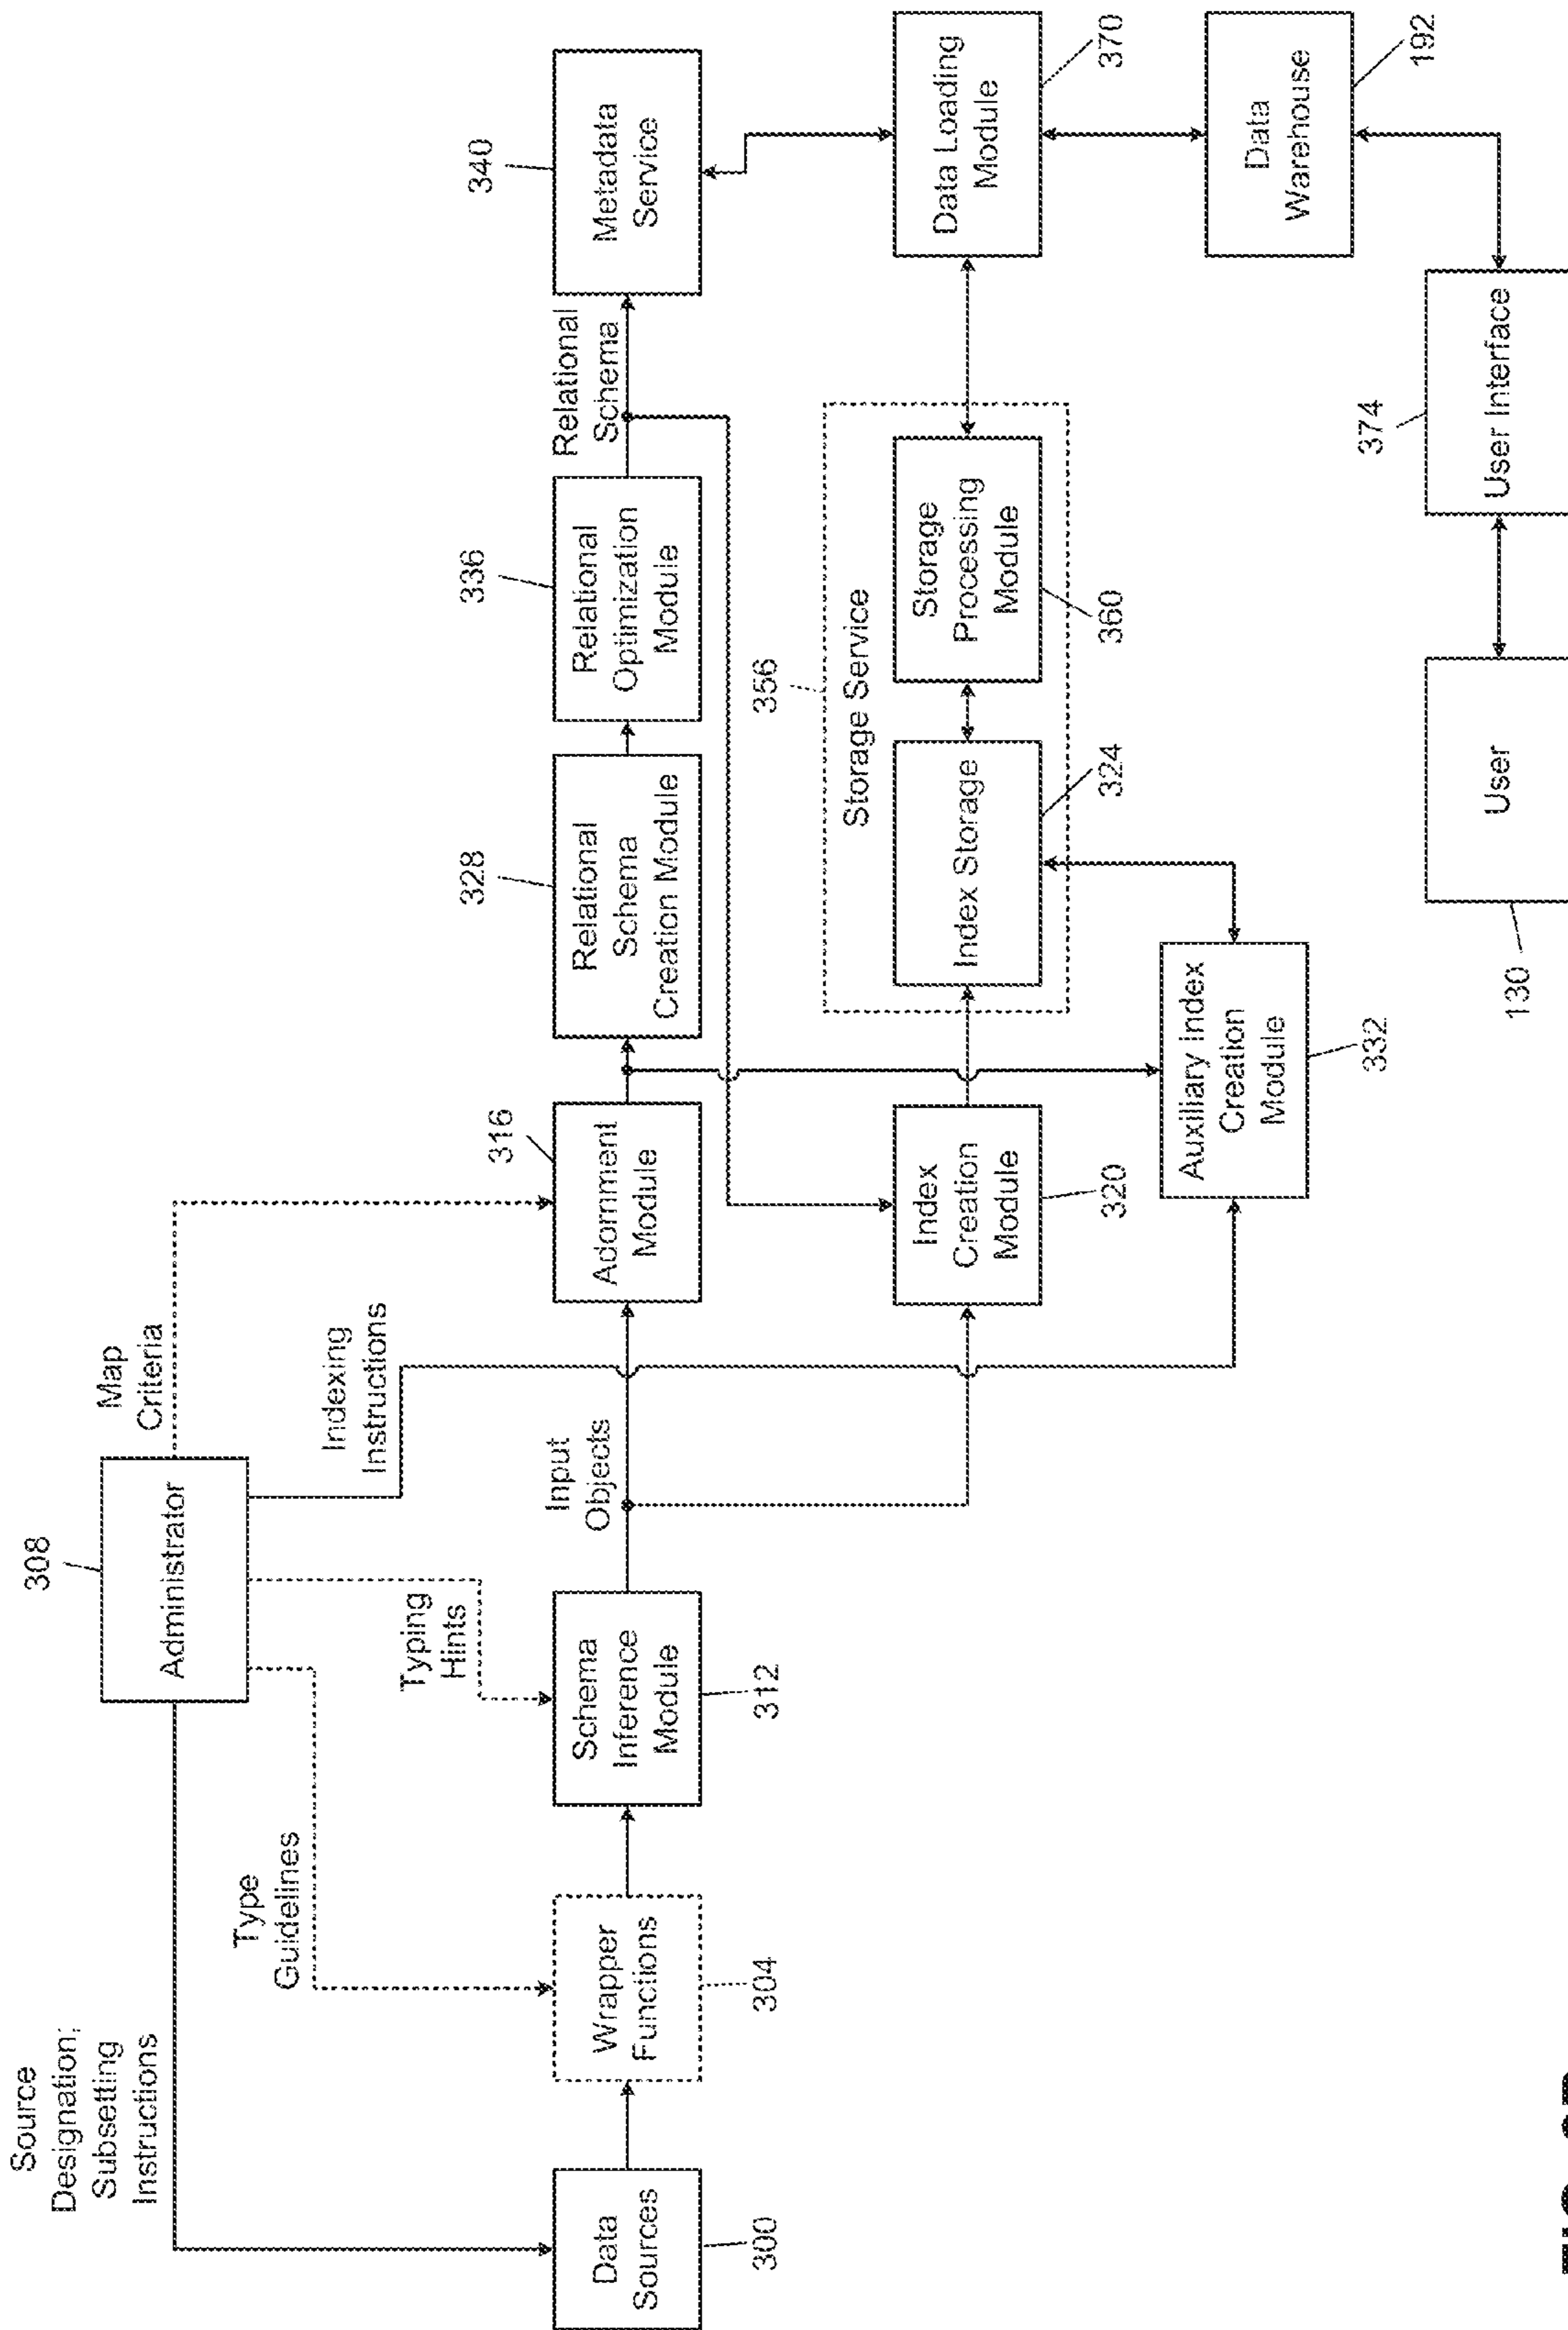 Source
Designation;
Subsetting
Instructions
308
Administrator
Map
Criteria
Type
Guidelines
Typing
Hints
Indexing
Instructions
Data
Sources
300
Wrapper
Functions
304
Schema
Inference
Module
312
Input
Objects
316
Adornment
Module
328
Relational
Schema
Creation Module
336
Relational
Optimization
Module
Relational
Schema
340
Metadata
Service
Index
Creation
Module
320
356
Storage Service
Index Storage
324
Storage
Processing
Module
360
Data Loading
Module
370
Auxiliary Index
Creation
Module
332
Data
Warehouse
192
User
130
User Interface
374